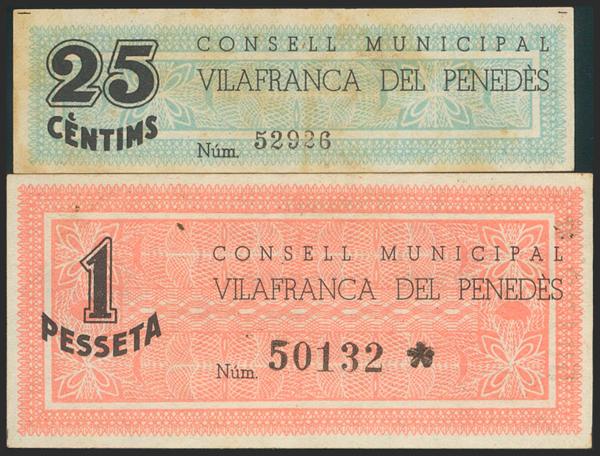 25
CÈNTIMS
CONSELL MUNICIPAL
VILAFRANCA DEL PENEDÈS
Núm. 52926
1
PESSETA
CONSELL MUNICIPAL
VILAFRANCA DEL PENEDÈS
Núm. 50132